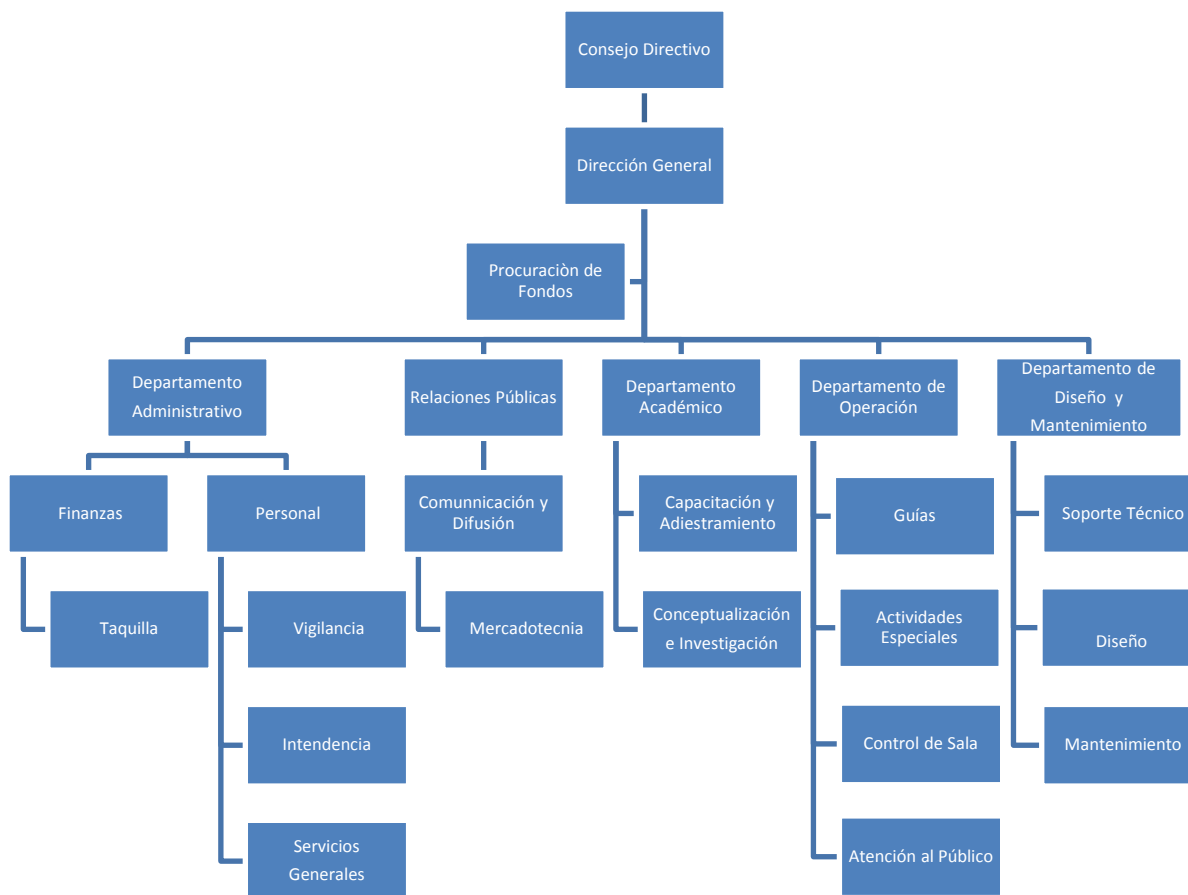 Consejo Directivo
Dirección General
Procuraciòn de
Fondos
Departamento
Administrativo
Relaciones Públicas
Departamento
Académico
Departamento de
Operación
Departamento de
Diseño y
Mantenimiento
Finanzas
Personal
Comunnicación y
Difusión
Capacitación y
Adiestramiento
Guías
Soporte Técnico
Taquilla
Vigilancia
Mercadotecnia
Conceptualización
e Investigación
Actividades
Especiales
Diseño
Intendencia
Control de Sala
Mantenimiento
Servicios
Generales
Atención al Público